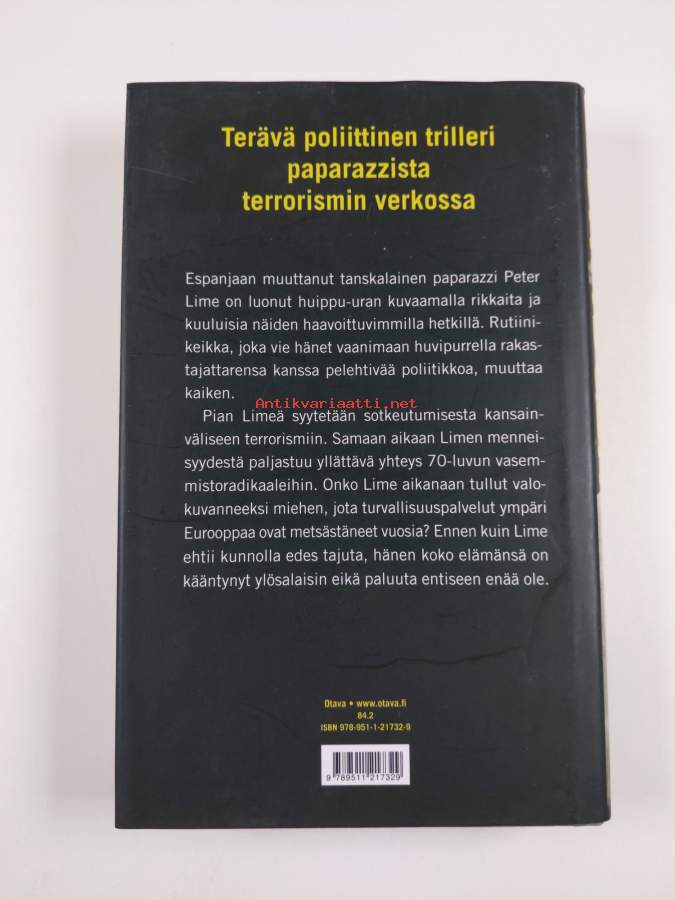 Terävä poliittinen trilleri
paparazzista
terrorismin verkossa
Espanjaan muuttanut tanskalainen paparazzi Peter
Lime on luonut huippu-uran kuvaamalla rikkaita ja
kuuluisia näiden haavoittuvimmilla hetkillä. Rutiini-
keikka, joka vie hänet vaanimaan huvipurrella rakas-
tajattarensa kanssa pelehtivää poliitikkoa, muuttaa
kaiken.
Antikvariaatti.net
Pian Limeä syytetään sotkeutumisesta kansain-
väliseen terrorismiin. Samaan aikaan Limen mennei-
syydestä paljastuu yllättävä yhteys 70-luvun vasem-
mistoradikaaleihin. Onko Lime aikanaan tullut valo-
kuvanneeksi miehen, jota turvallisuuspalvelut ympäri
Eurooppaa ovat metsästäneet vuosia? Ennen kuin Lime
ehtii kunnolla edes tajuta, hänen koko elämänsä on
kääntynyt ylösalaisin eikä paluuta entiseen enää ole.
Otava • www.otava.fi
84.2
ISBN 978-951-1-21732-9
9 789511 217329